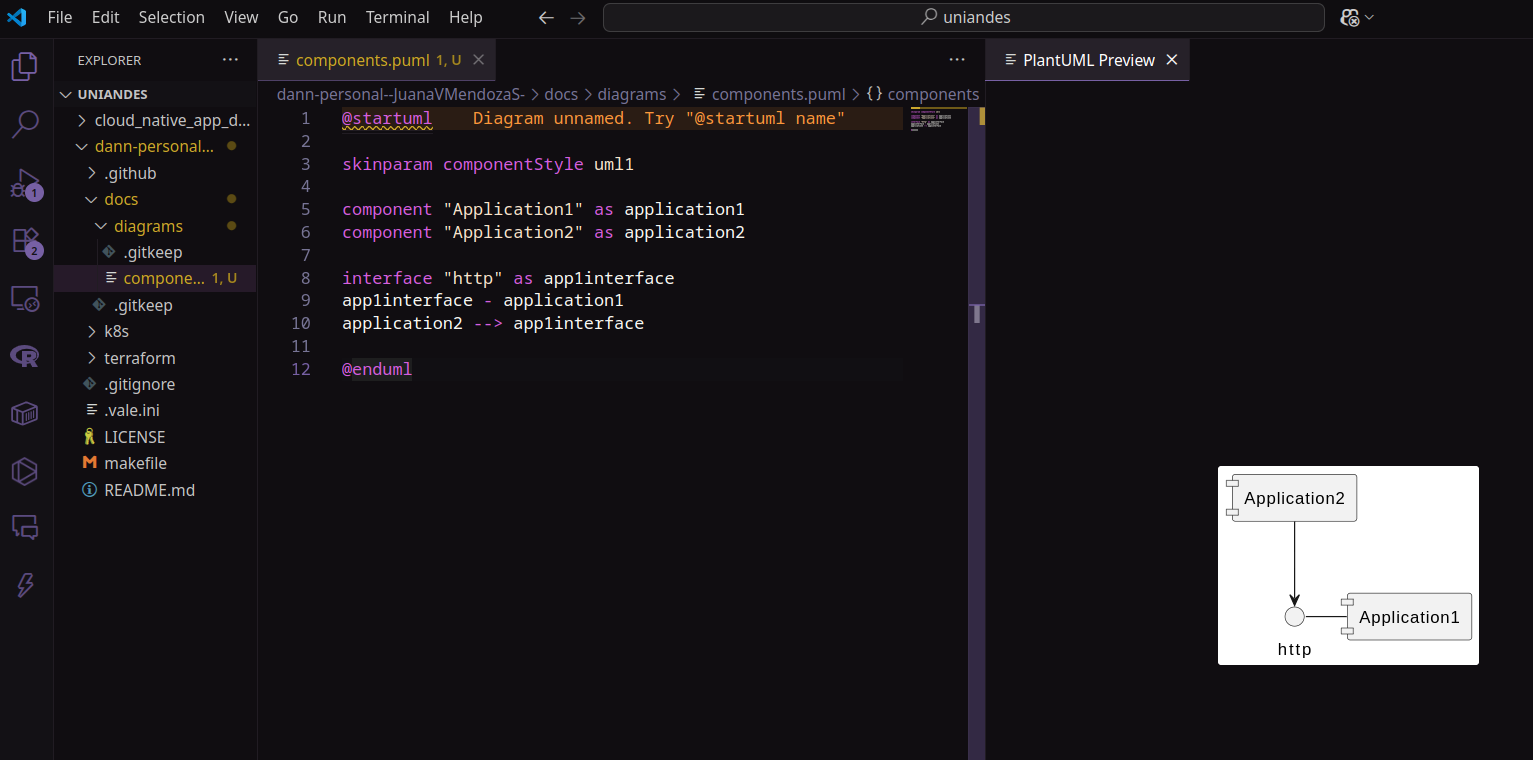 File Edit Selection View Go Run Terminal Help uniandes
EXPLORER
UNIANDES
cloud_native_app_d...
dann-personal...
.github
docs
diagrams
.gitkeep
compone... 1, U
.gitkeep
k8s
terraform
.gitignore
.vale.ini
LICENSE
makefile
README.md
1
2
components.puml 1, U
dann-personal--JuanaVMendozaS- > docs > diagrams > components.puml > {} components
1 @startuml Diagram unnamed. Try "@startuml name"
2
3 skinparam componentStyle uml1
4
5 component "Application1" as application1
6 component "Application2" as application2
7
8 interface "http" as app1interface
9 app1interface - application1
10 application2 --> app1interface
11
12 @enduml
PlantUML Preview
Application2
Application1
http